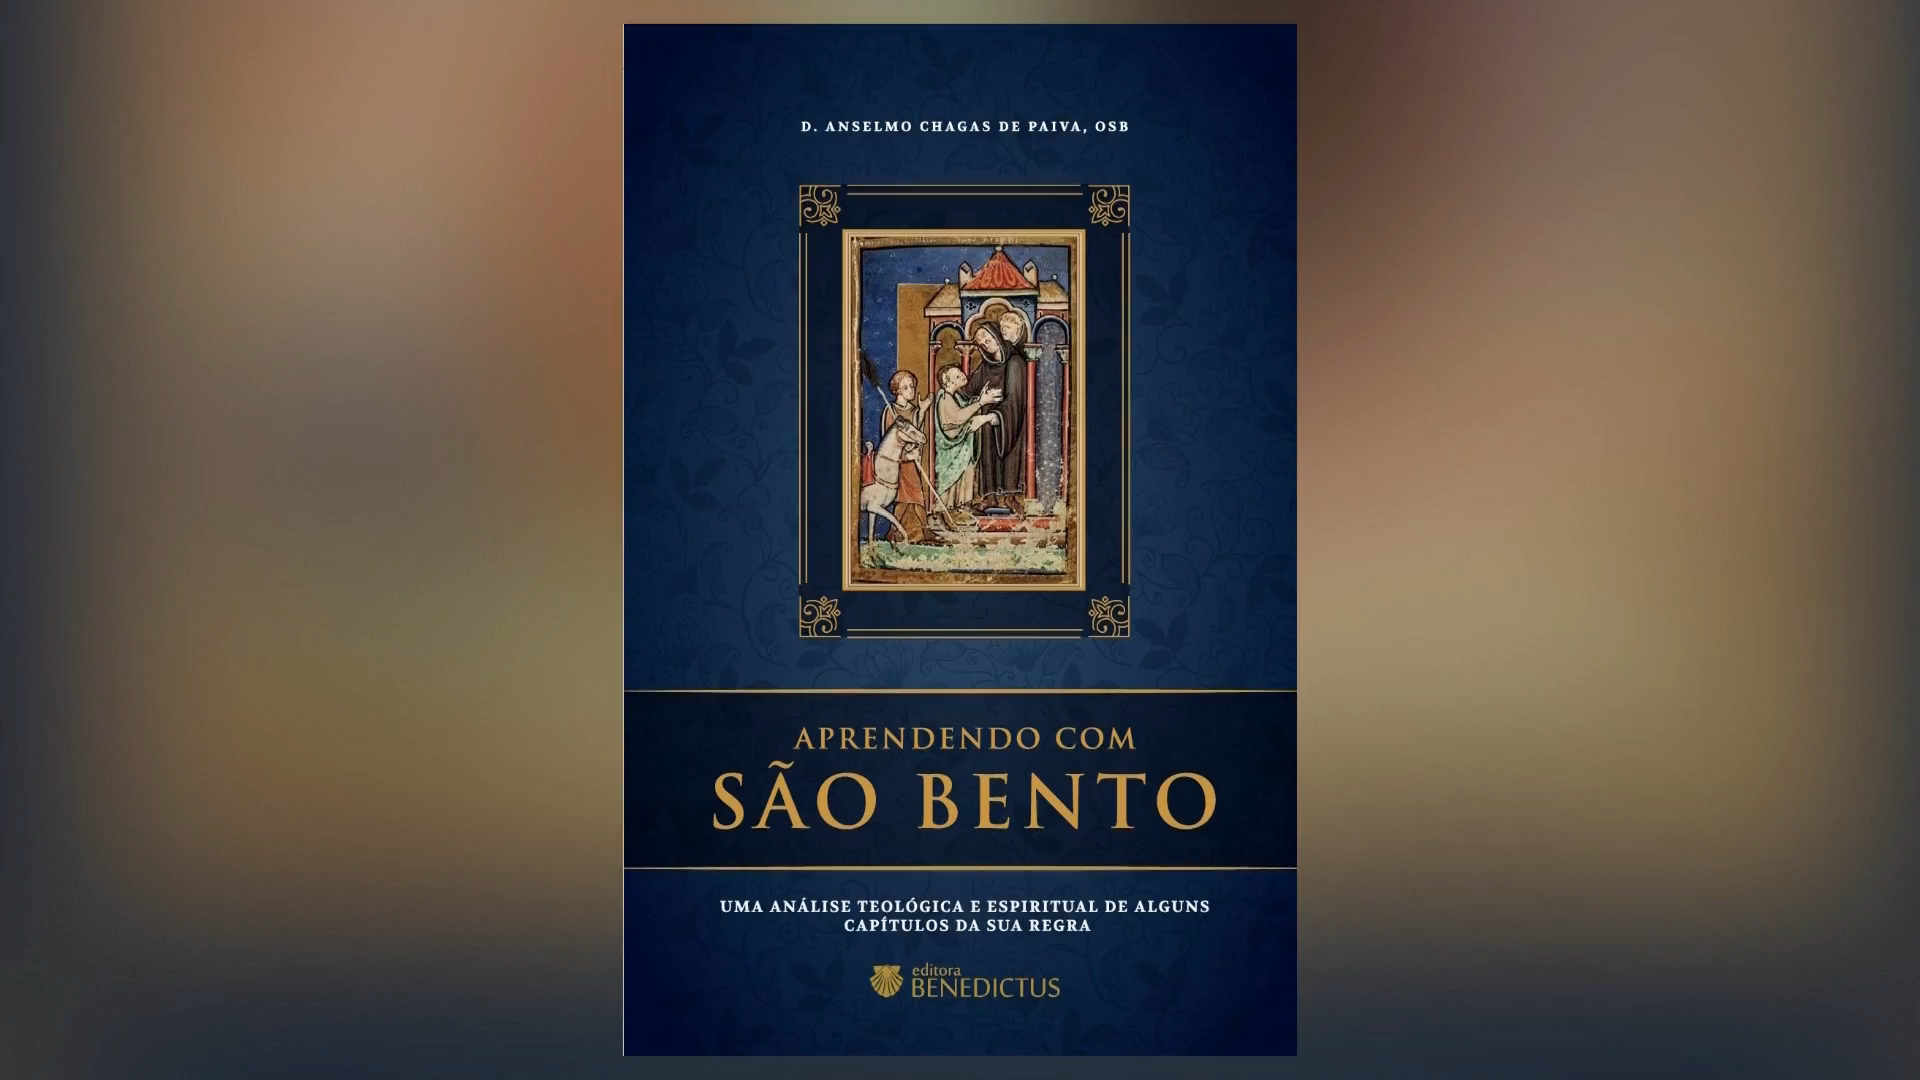 D. ANSELMO CHAGAS DE PAIVA, OSB
APRENDENDO COM
SÃO BENTO
UMA ANÁLISE TEOLÓGICA E ESPIRITUAL DE ALGUNS
CAPÍTULOS DA SUA REGRA
editora
BENEDICTUS